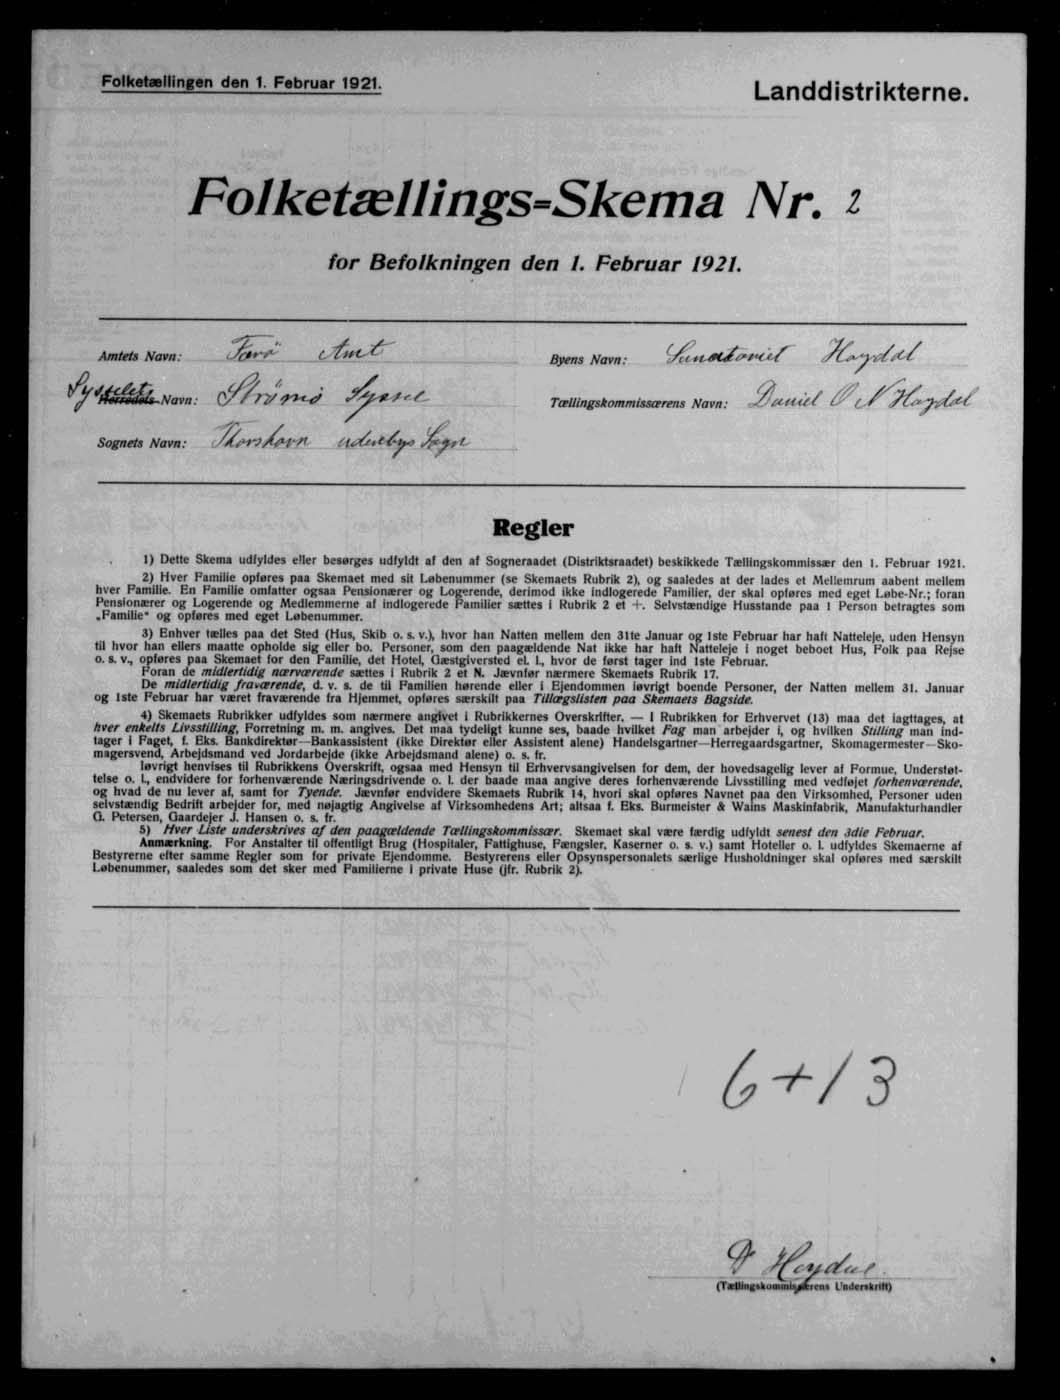 Folketællingen den 1. Februar 1921.
Landdistrikterne.
Folketællings=Skema Nr. 2
for Befolkningen den 1. Februar 1921.
Amtets Navn: Færö Amt
Byens Navn: Hoydal
Sysselets Herredets Navn: Strömö Syssel
Tællingskommissærens Navn: Daniel O N Hoydal
Sognets Navn: Thorshavn udenbys Sogn
Regler
1) Dette Skema udfyldes eller besørges udfyldt af den af Sogneraadet (Distriktsraadet) beskikkede Tællingskommissær den 1. Februar 1921.
2) Hver Familie opføres paa Skemaet med sit Løbenummer (se Skemaets Rubrik 2), og saaledes at der lades et Mellemrum aabent mellem
hver Familie. En Familie omfatter ogsaa Pensionærer og Logerende, derimod ikke indlogerede Familier, der skal opføres med eget Løbe-Nr.; foran
Pensionærer og Logerende og Medlemmerne af indlogerede Familier sættes i Rubrik 2 et +. Selvstændige Husstande paa 1 Person betragtes som
„Familie“ og opføres med eget Løbenummer.
3) Enhver tælles paa det Sted (Hus, Skib o. s. v.), hvor han Natten mellem den 31te Januar og 1ste Februar har haft Natteleje, uden Hensyn
til hvor han ellers maatte opholde sig eller bo. Personer, som den paagældende Nat ikke har haft Natteleje i noget beboet Hus, Folk paa Rejse
o. s. v., opføres paa Skemaet for den Familie, det Hotel, Gæstgiversted el. l., hvor de først tager ind 1ste Februar.
Foran de midlertidig nærværende sættes i Rubrik 2 et N. Jævnfør nærmere Skemaets Rubrik 17.
De midlertidig fraværende, d. v. s. de til Familien hørende eller i Ejendommen iøvrigt boende Personer, der Natten mellem 31. Januar
og 1ste Februar har været fraværende fra Hjemmet, opføres særskilt paa Tillægslisten paa Skemaets Bagside.
4) Skemaets Rubrikker udfyldes som nærmere angivet i Rubrikkernes Overskrifter. — I Rubrikken for Erhvervet (13) maa det iagttages, at
hver enkelts Livsstilling, Forretning m. m. angives. Det maa tydeligt kunne ses, baade hvilket Fag man arbejder i, og hvilken Stilling man ind-
tager i Faget, f. Eks. Bankdirektør—Bankassistent (ikke Direktør eller Assistent alene) Handelsgartner—Herregaardsgartner, Skomagermester—Sko-
magersvend, Arbejdsmand ved Jordarbejde (ikke Arbejdsmand alene) o. s. fr.
Iøvrigt henvises til Rubrikkens Overskrift, ogsaa med Hensyn til Erhvervsangivelsen for dem, der hovedsagelig lever af Formue, Understøt-
telse o. l., endvidere for forhenværende Næringsdrivende o. l. der baade maa angive deres forhenværende Livsstilling med vedføjet forhenværende,
og hvad de nu lever af, samt for Tyende. Jævnfør endvidere Skemaets Rubrik 14, hvori skal opføres Navnet paa den Virksomhed, Personer uden
selvstændig Bedrift arbejder for, med nøjagtig Angivelse af Virksomhedens Art; altsaa f. Eks. Burmeister & Wains Maskinfabrik, Manufakturhandler
G. Petersen, Gaardejer J. Hansen o. s. fr.
5) Hver Liste underskrives af den paagældende Tællingskommissær. Skemaet skal være færdig udfyldt senest den 3die Februar.
Anmærkning. For Anstalter til offentligt Brug (Hospitaler, Fattighuse, Fængsler, Kaserner o. s. v.) samt Hoteller o. l. udfyldes Skemaerne af
Bestyrerne efter samme Regler som for private Ejendomme. Bestyrerens eller Opsynspersonalets særlige Husholdninger skal opføres med særskilt
Løbenummer, saaledes som det sker med Familierne i private Huse (jfr. Rubrik 2).
6+13
D Hoydal
(Tællingskommissærens Underskrift)